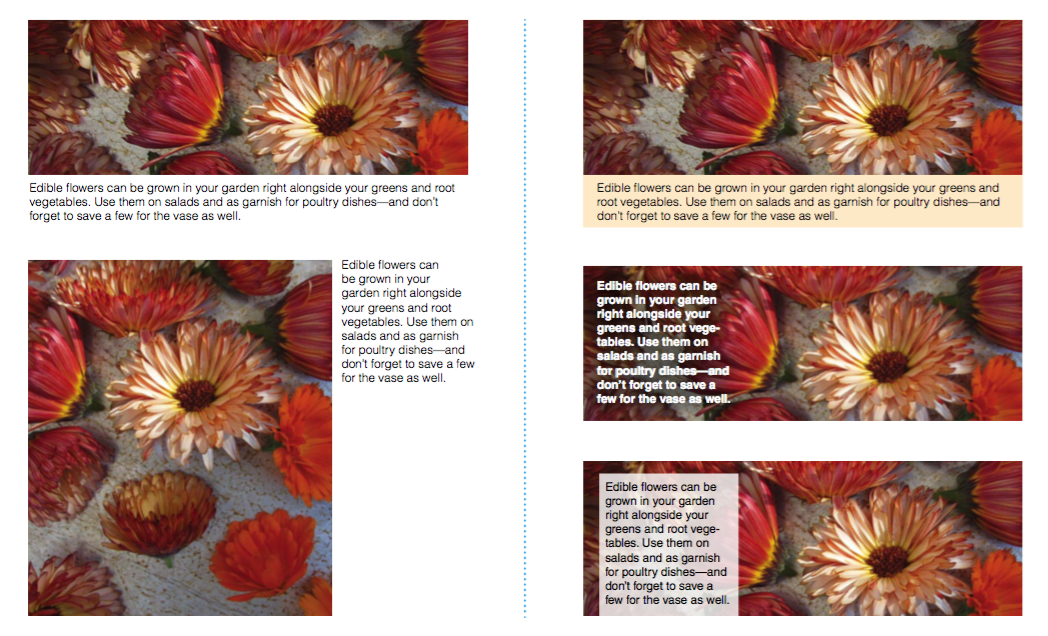 Edible flowers can be grown in your garden right alongside your greens and root
vegetables. Use them on salads and as garnish for poultry dishes—and don’t
forget to save a few for the vase as well.
Edible flowers can
be grown in your
garden right alongside
your greens and root
vegetables. Use them on
salads and as garnish
for poultry dishes—and
don’t forget to save a few
for the vase as well.
Edible flowers can be grown in your garden right alongside your greens and
root vegetables. Use them on salads and as garnish for poultry dishes—and
don’t forget to save a few for the vase as well.
Edible flowers can be
grown in your garden
right alongside your
greens and root vege-
tables. Use them on
salads and as garnish
for poultry dishes—and
don’t forget to save a
few for the vase as well.
Edible flowers can be
grown in your garden
right alongside your
greens and root vege-
tables. Use them on
salads and as garnish
for poultry dishes—and
don’t forget to save a
few for the vase as well.